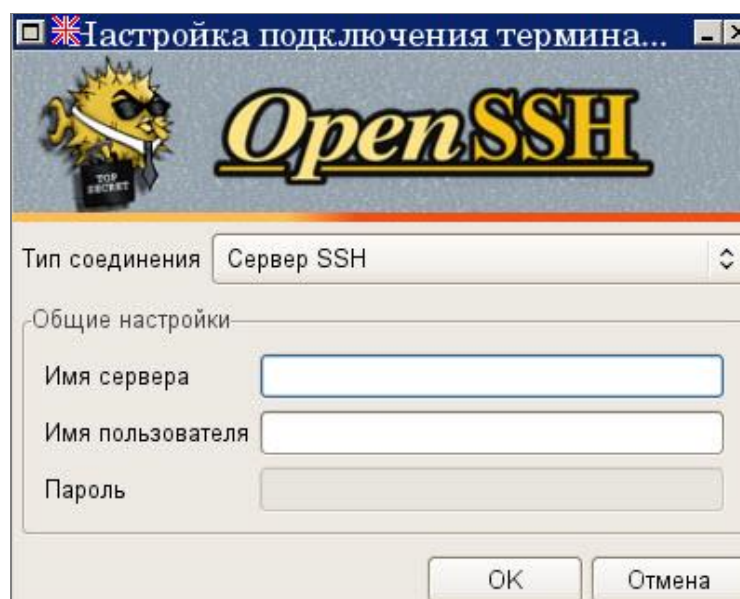 Настройка подключения термина...
TOP
SECRET
OpenSSH
Тип соединения Сервер SSH
Общие настройки
Имя сервера
Имя пользователя
Пароль
OK Отмена